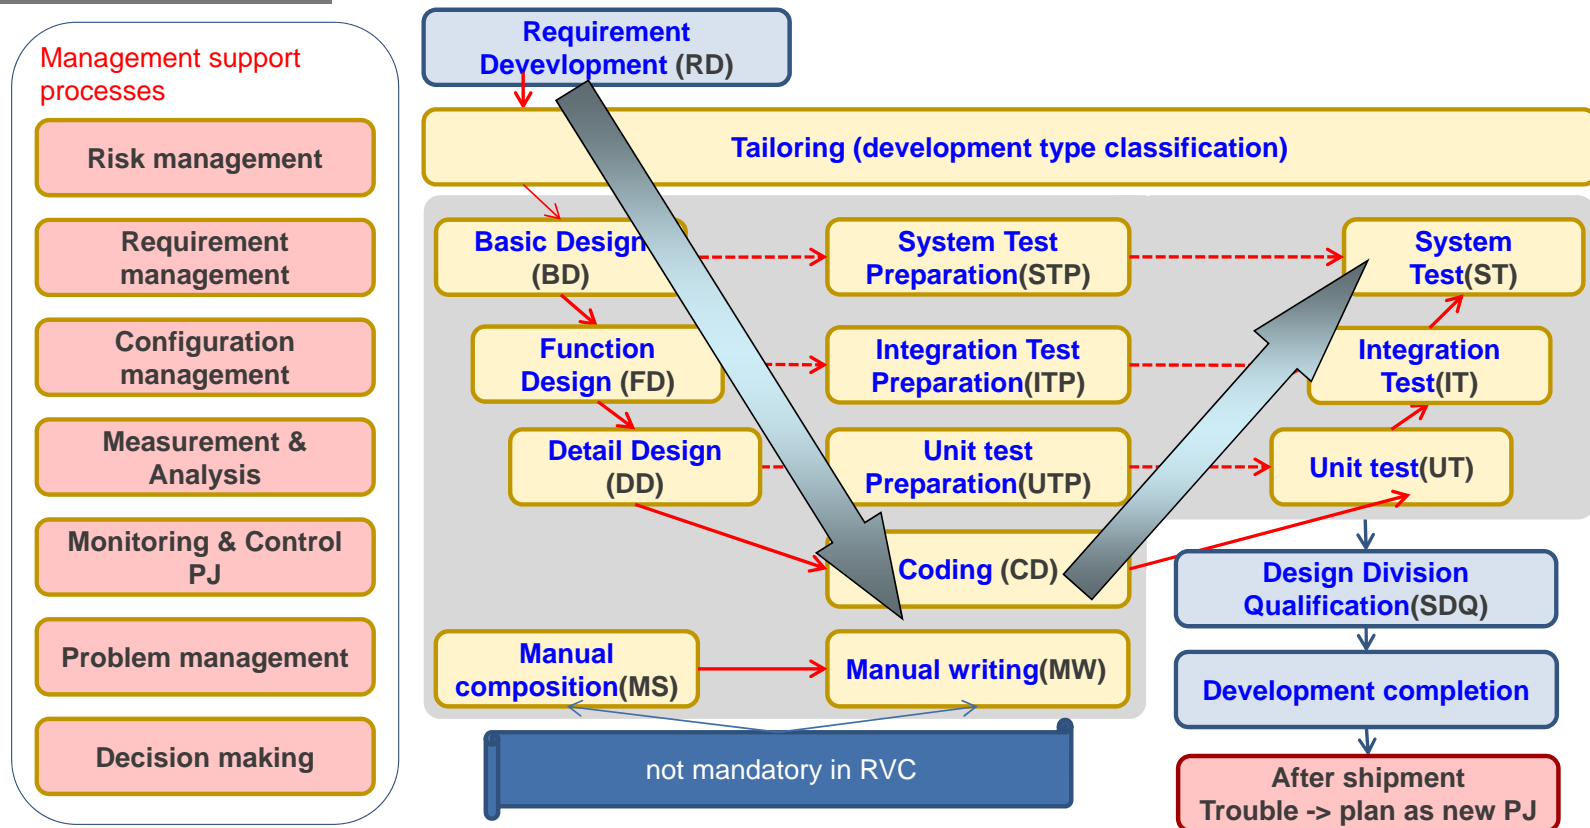 Management support
processes
Risk management
Requirement
management
Configuration
management
Measurement &
Analysis
Monitoring & Control
PJ
Problem management
Decision making
Requirement
Devevlopment (RD)
Tailoring (development type classification)
Basic Design
(BD)
System Test
Preparation(STP)
System
Test(ST)
Function
Design (FD)
Integration Test
Preparation(ITP)
Integration
Test(IT)
Detail Design
(DD)
Unit test
Preparation(UTP)
Unit test(UT)
Coding (CD)
Manual
composition(MS)
Manual writing(MW)
not mandatory in RVC
Design Division
Qualification(SDQ)
Development completion
After shipment
Trouble -> plan as new PJ